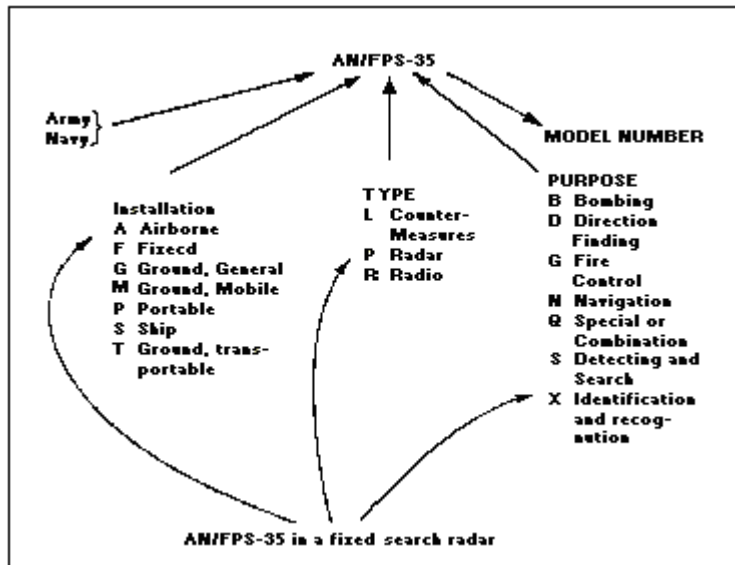 AN/FPS-35
Army
Navy
MODEL NUMBER
Installation
A Airborne
F Fixecd
G Ground, General
M Ground, Mobile
P Portable
S Ship
T Ground, trans-
portable
TYPE
L Counter-
Measures
P Radar
R Radio
PURPOSE
B Bombing
D Direction
Finding
G Fire
Control
N Navigation
Q Special or
Combination
S Detecting and
Search
X Identification
and recog-
nution
AN/FPS-35 in a fixed search radar